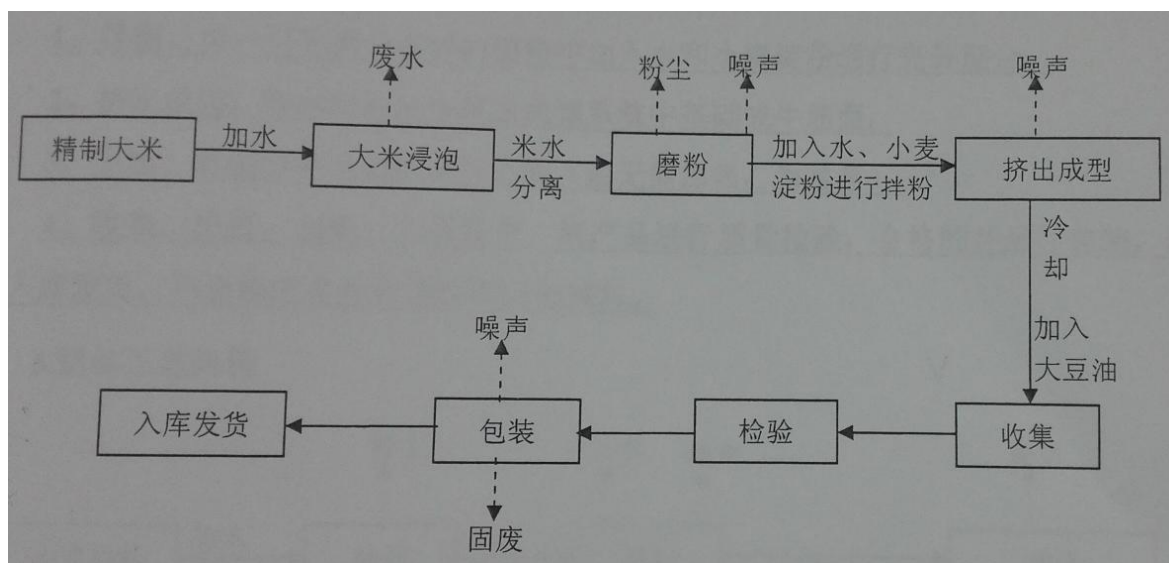 废水
粉尘
噪声
噪声
精制大米
加水
大米浸泡
米水
分离
磨粉
加入水、小麦
淀粉进行拌粉
挤出成型
冷
却
加入
大豆油
噪声
入库发货
包装
检验
收集
固废